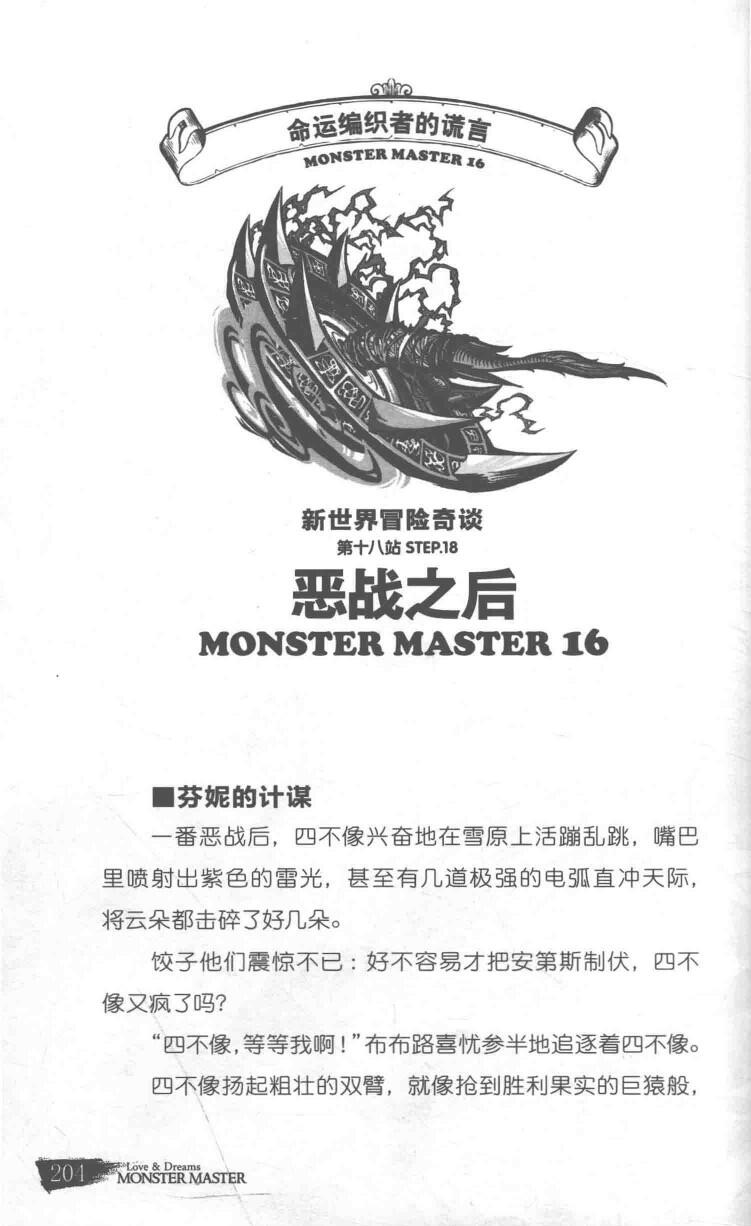 命运编织者的谎言
MONSTER MASTER 16
新世界冒险奇谈
第十八站 STEP.18
恶战之后
MONSTER MASTER 16
■芬妮的计谋
一番恶战后，四不像兴奋地在雪原上活蹦乱跳，嘴巴
里喷射出紫色的雷光，甚至有几道极强的电弧直冲天际，
将云朵都击碎了好几朵。
饺子他们震惊不已：好不容易才把安第斯制伏，四不
像又疯了吗？
“四不像，等等我啊！”布布路喜忧参半地追逐着四不像。
四不像扬起粗壮的双臂，就像抢到胜利果实的巨猿般，
204
Love & Dreams
MONSTER MASTER